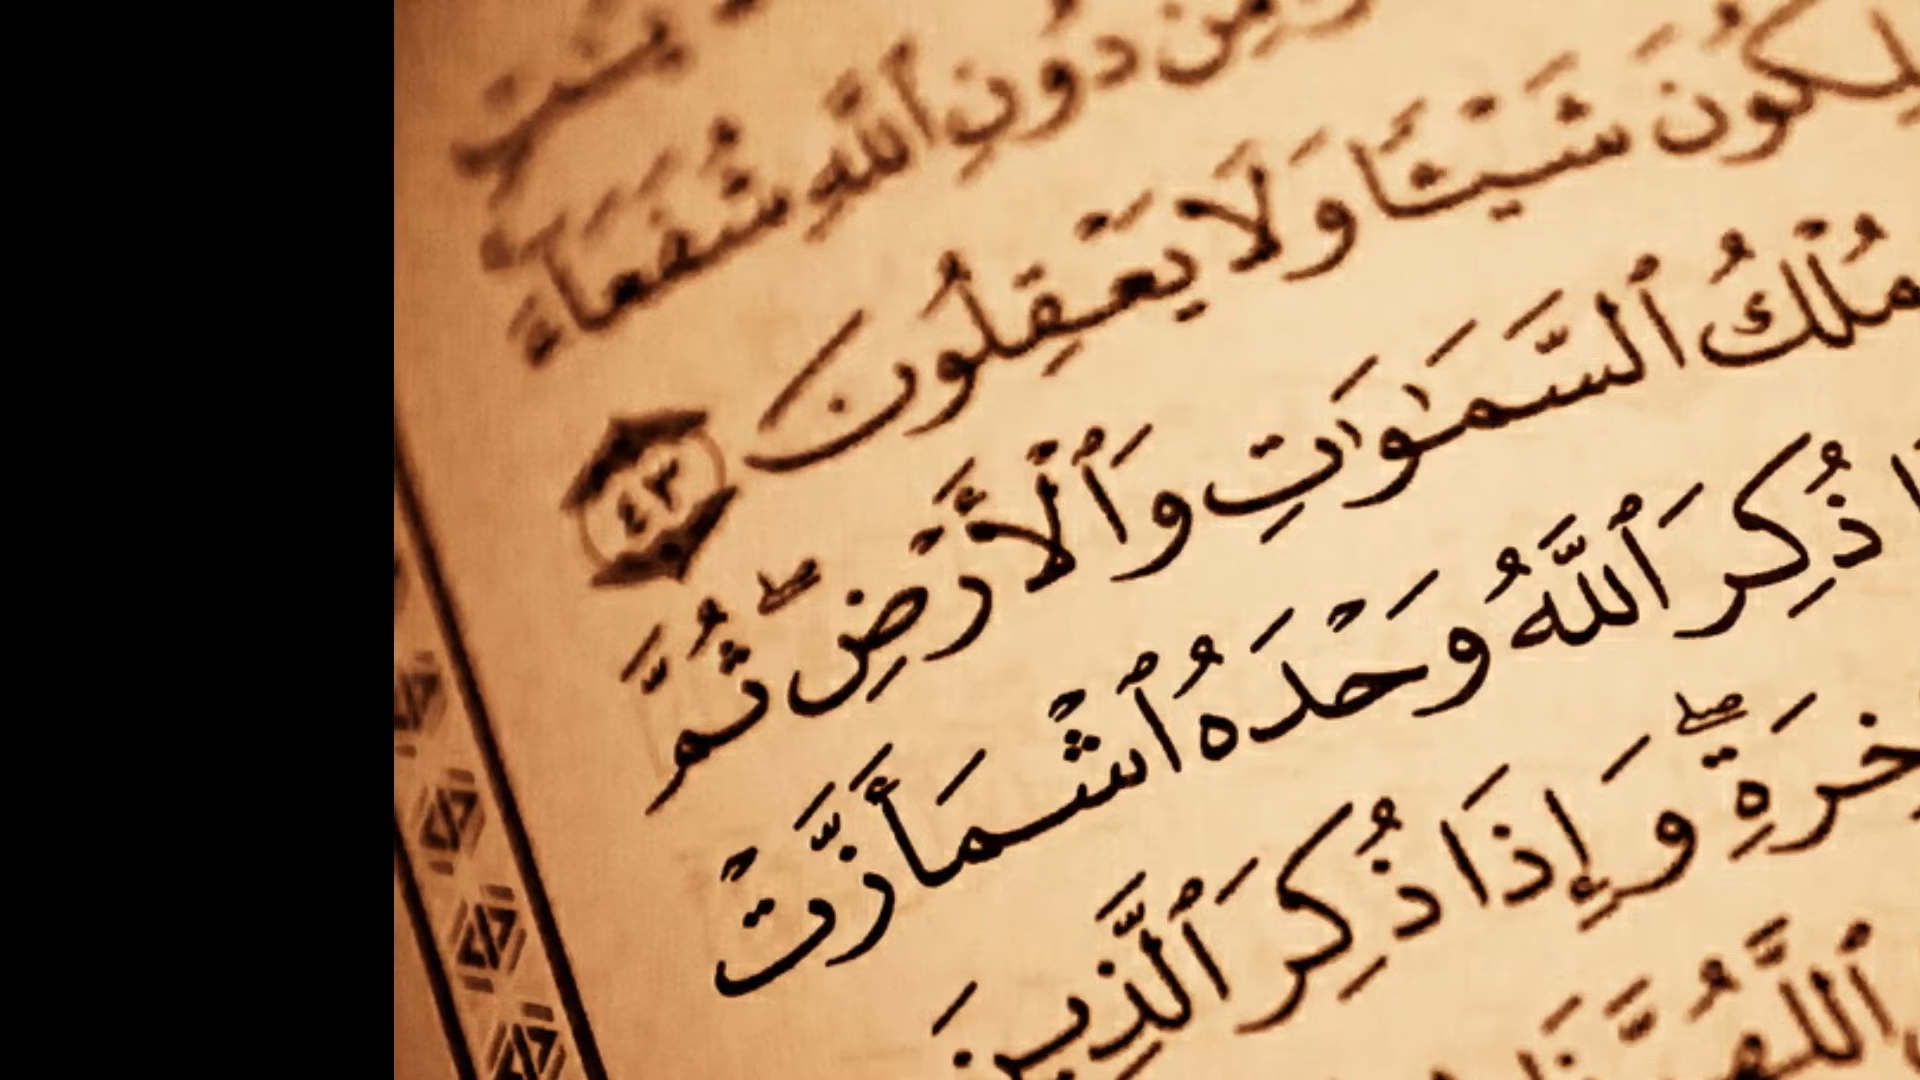 مِن دُونِ ٱللَّهِ شُفَعَآءَ
شَيْـًٔا وَلَا يَعْقِلُونَ ٤٣
مُلْكُ ٱلسَّمَٰوَٰتِ وَٱلْأَرْضِ ۖ ثُمَّ
ذُكِرَ ٱللَّهُ وَحْدَهُ ٱشْمَأَزَّتْ
وَإِذَا ذُكِرَ ٱلَّذِينَ